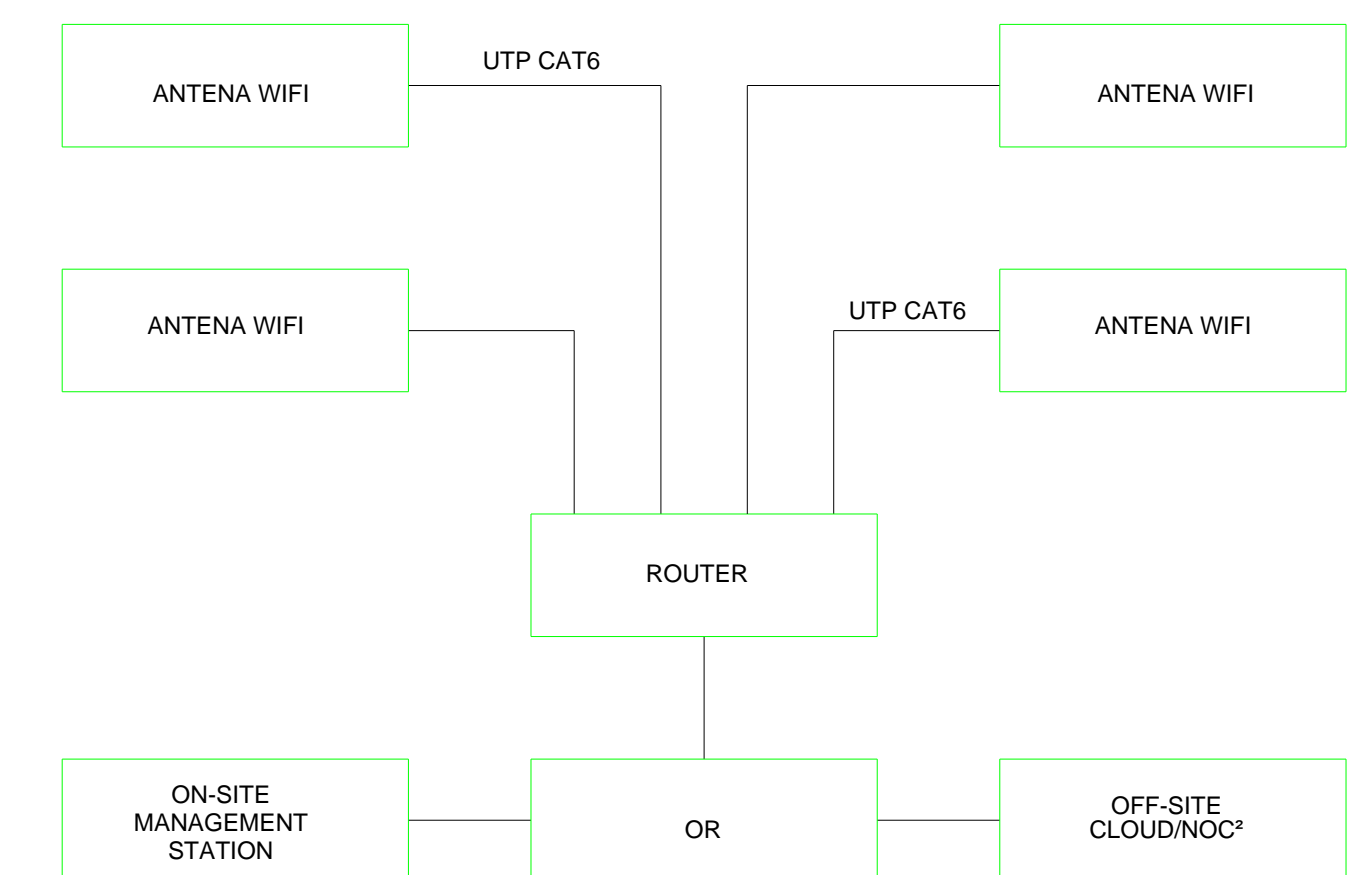 UTP CAT6
ANTENA WIFI
ANTENA WIFI
ANTENA WIFI
UTP CAT6
ANTENA WIFI
ROUTER
ON-SITE
MANAGEMENT
STATION
OR
OFF-SITE
CLOUD/NOC²